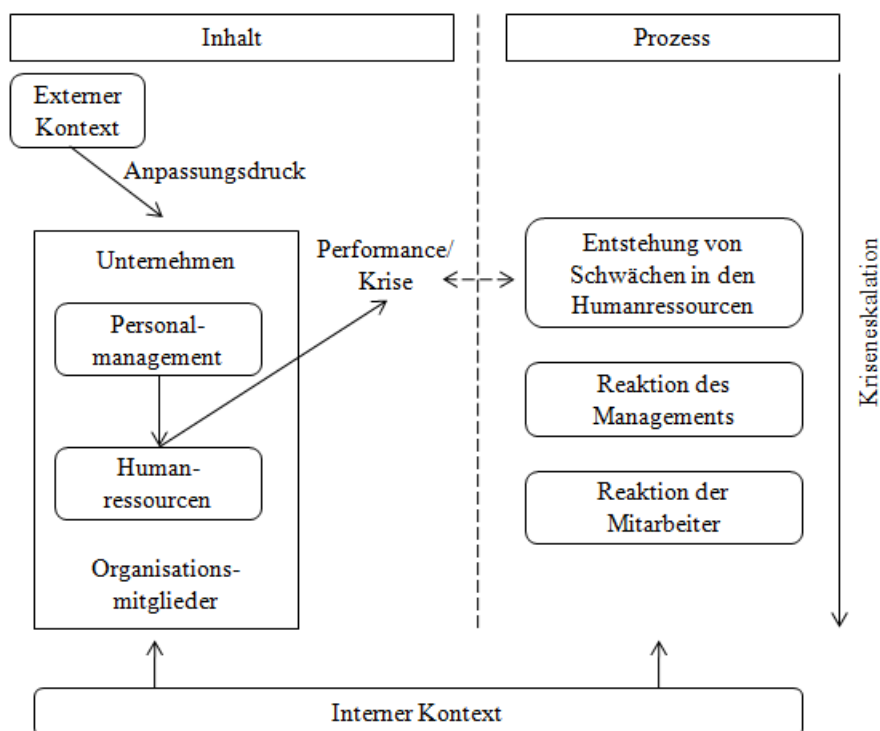 Inhalt
Prozess
Externer
Kontext
Anpassungsdruck
Unternehmen
Personal-
management
Human-
ressourcen
Organisations-
mitglieder
Performance/
Krise
Entstehung von
Schwächen in den
Humanressourcen
Reaktion des
Managements
Reaktion der
Mitarbeiter
Kriseneskalation
Interner Kontext